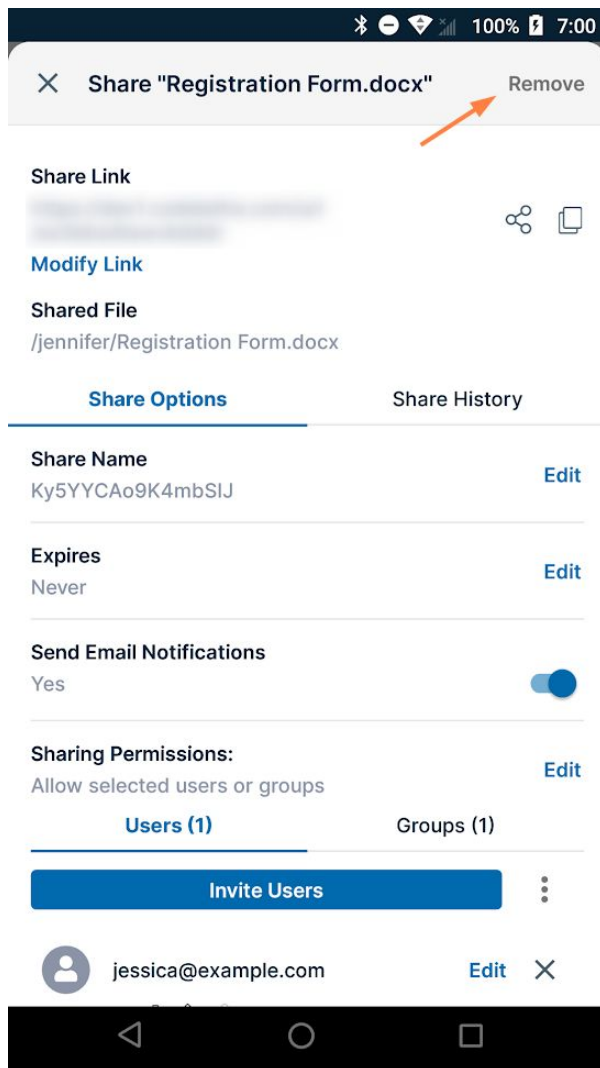 100% 7:00
Share "Registration Form.docx" Remove
Share Link
Modify Link
Shared File
/jennifer/Registration Form.docx
Share Options Share History
Share Name
Ky5YYCAo9K4mbSIJ Edit
Expires
Never Edit
Send Email Notifications
Yes
Sharing Permissions:
Allow selected users or groups Edit
Users (1) Groups (1)
Invite Users
jessica@example.com Edit